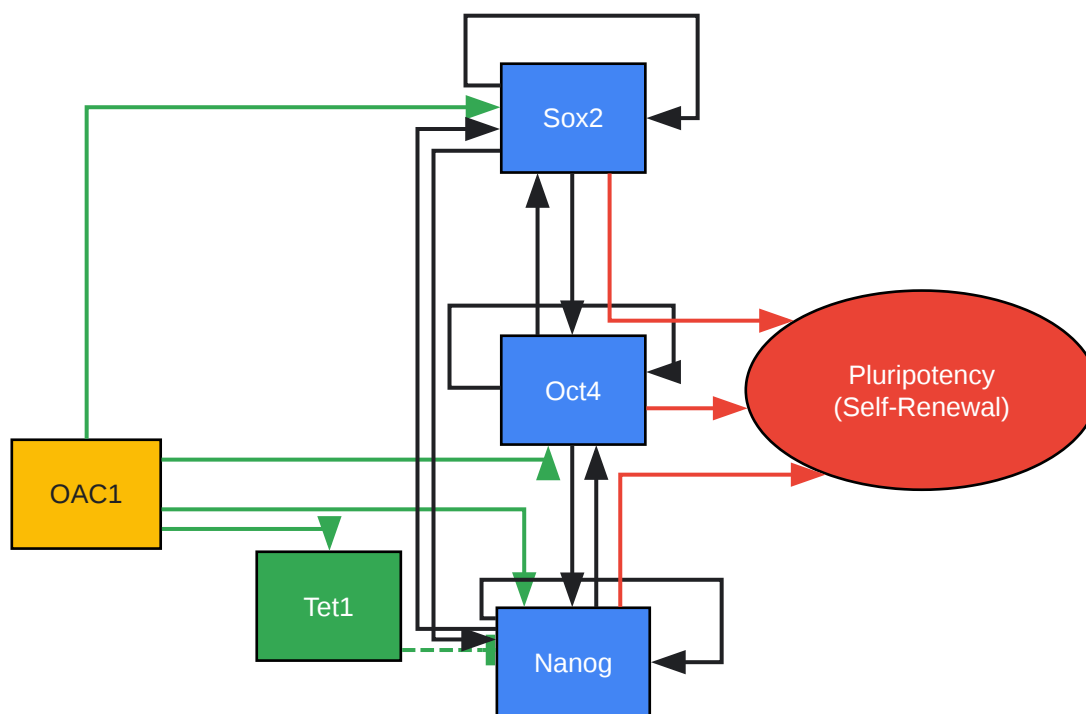 Sox2
Oct4
Pluripotency
(Self-Renewal)
OAC1
Tet1
Nanog